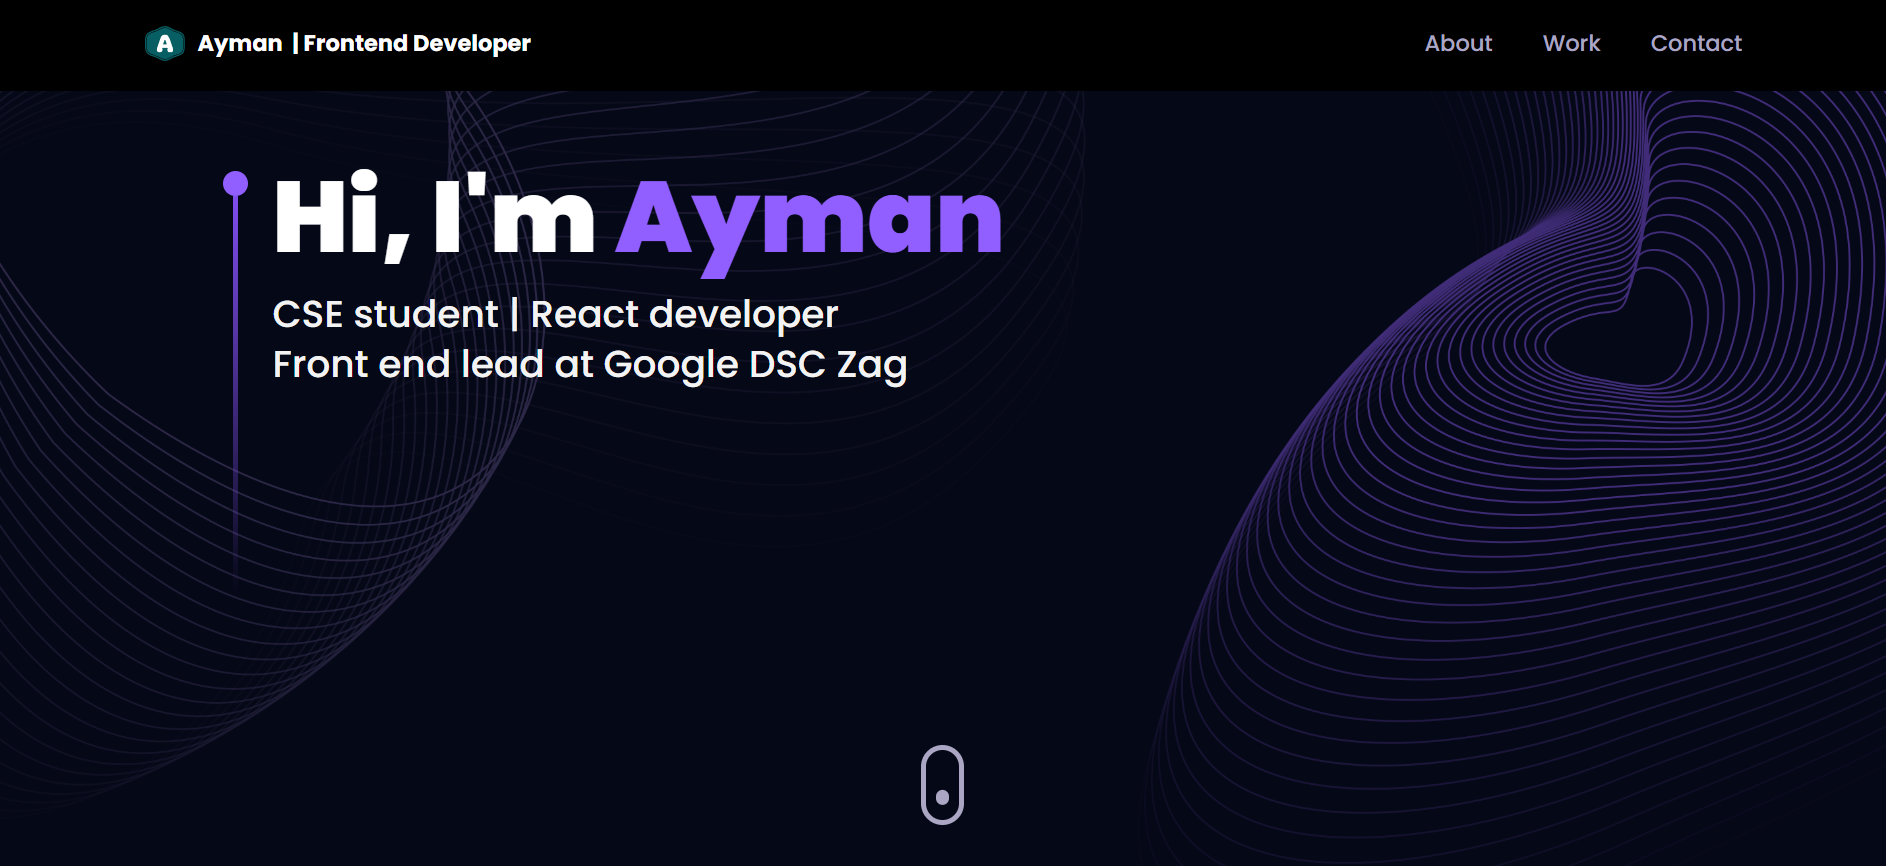 A Ayman | Frontend Developer
About Work Contact
Hi, I'm Ayman
CSE student | React developer
Front end lead at Google DSC Zag